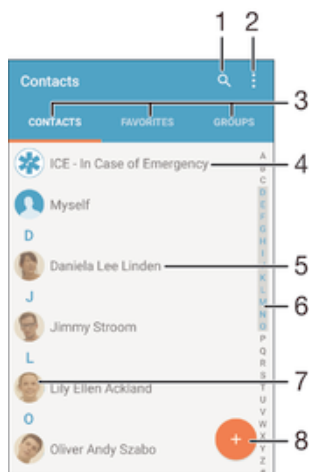 1 2
Contacts
3
CONTACTS FAVORITES GROUPS
ICE - In Case of Emergency
4
Myself
D
Daniela Lee Linden
5
J
Jimmy Stroom
6
L
Lily Ellen Ackland
7
O
Oliver Andy Szabo
+
8
A
B
C
D
E
F
G
H
I
K
L
M
N
O
P
Q
R
S
T
U
V
W
X
Y
Z